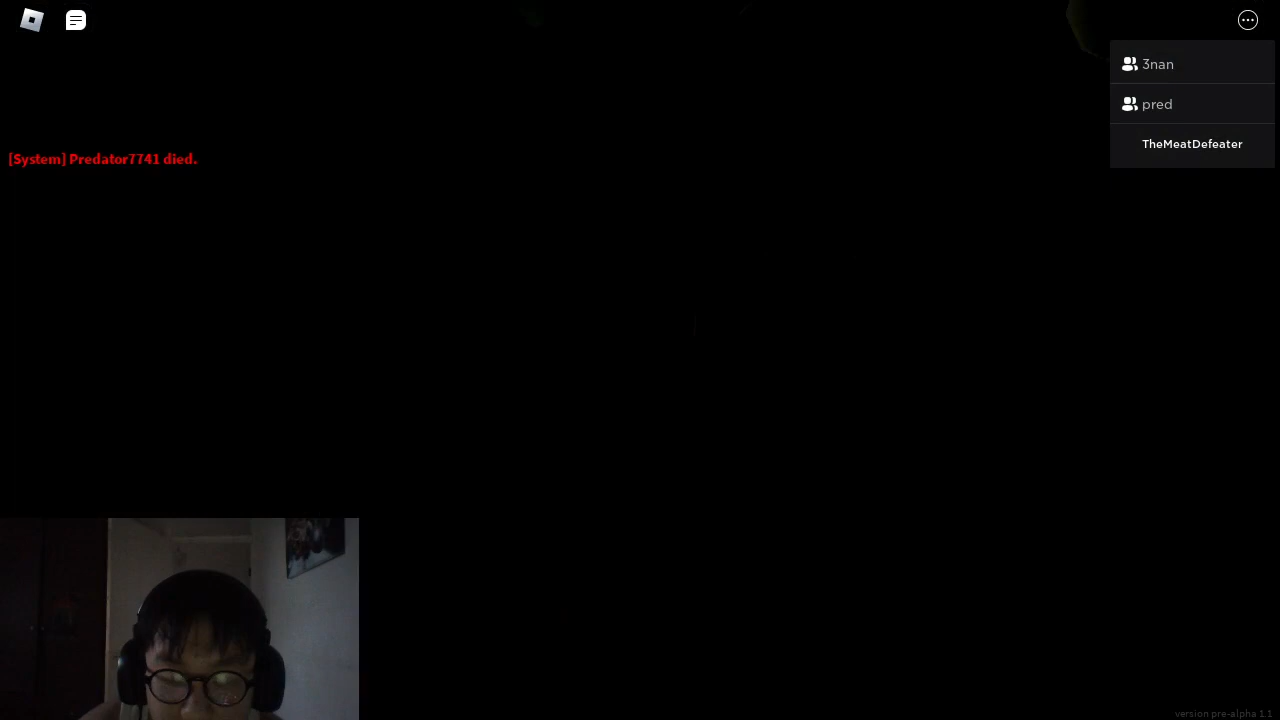 3nan
pred
TheMeatDefeater
[System] Predator7741 died.
version pre-alpha 1.1